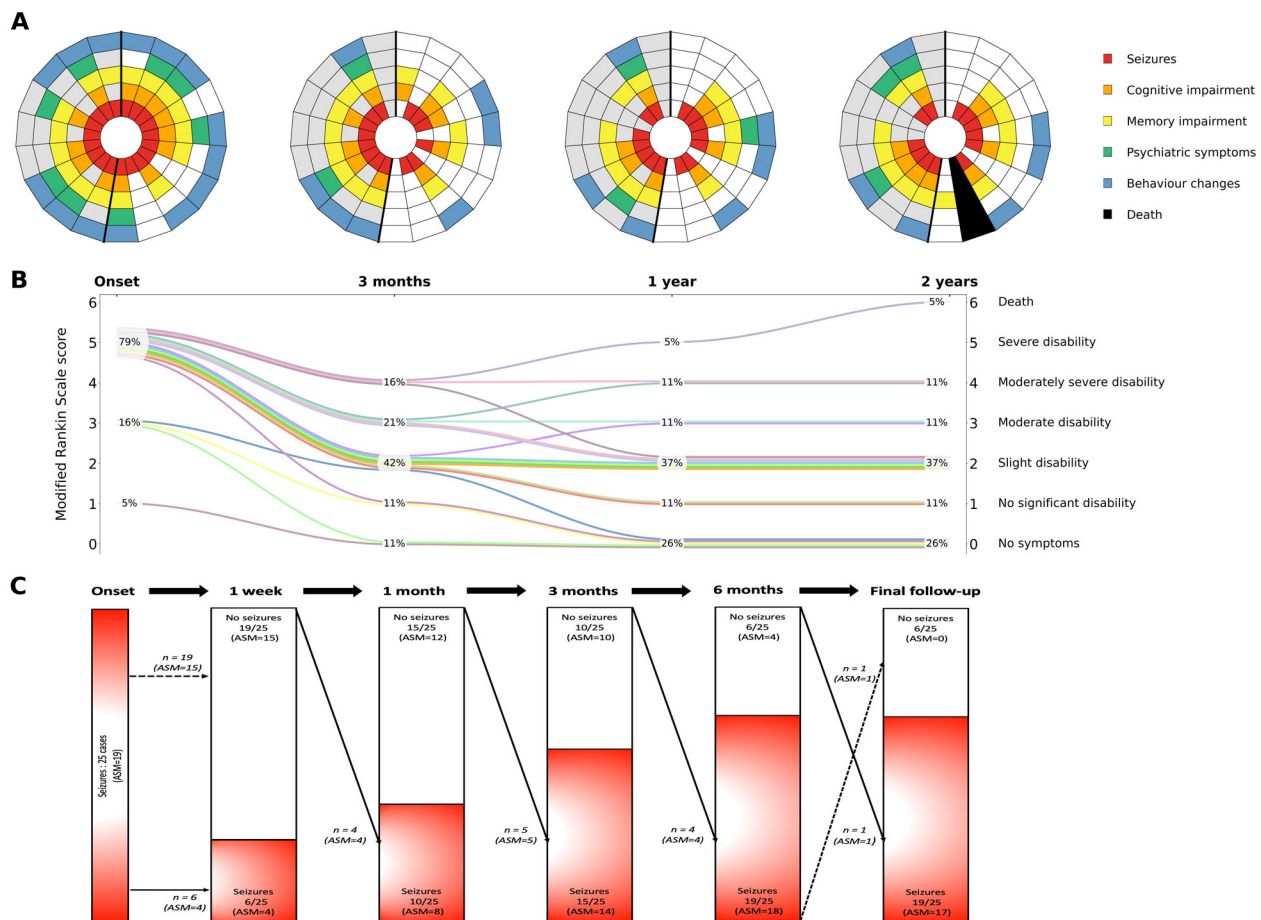 A
Seizures
Cognitive impairment
Memory impairment
Psychiatric symptoms
Behaviour changes
Death
Onset
3 months
1 year
2 years
B
Modified Rankin Scale score
6
5
4
3
2
1
0
79%
16%
5%
16%
21%
42%
11%
11%
5%
11%
11%
37%
11%
26%
5%
11%
11%
37%
11%
26%
6 Death
5 Severe disability
4 Moderately severe disability
3 Moderate disability
2 Slight disability
1 No significant disability
0 No symptoms
C
Onset
1 week
1 month
3 months
6 months
Final follow-up
Seizures : 25 cases
(ASM=19)
n = 19
(ASM=15)
n = 6
(ASM=4)
No seizures
19/25
(ASM=15)
Seizures
6/25
(ASM=4)
n = 4
(ASM=4)
No seizures
15/25
(ASM=12)
Seizures
10/25
(ASM=8)
n = 5
(ASM=5)
No seizures
10/25
(ASM=10)
Seizures
15/25
(ASM=14)
n = 4
(ASM=4)
No seizures
6/25
(ASM=4)
Seizures
19/25
(ASM=18)
n = 1
(ASM=1)
n = 1
(ASM=1)
No seizures
6/25
(ASM=0)
Seizures
19/25
(ASM=17)